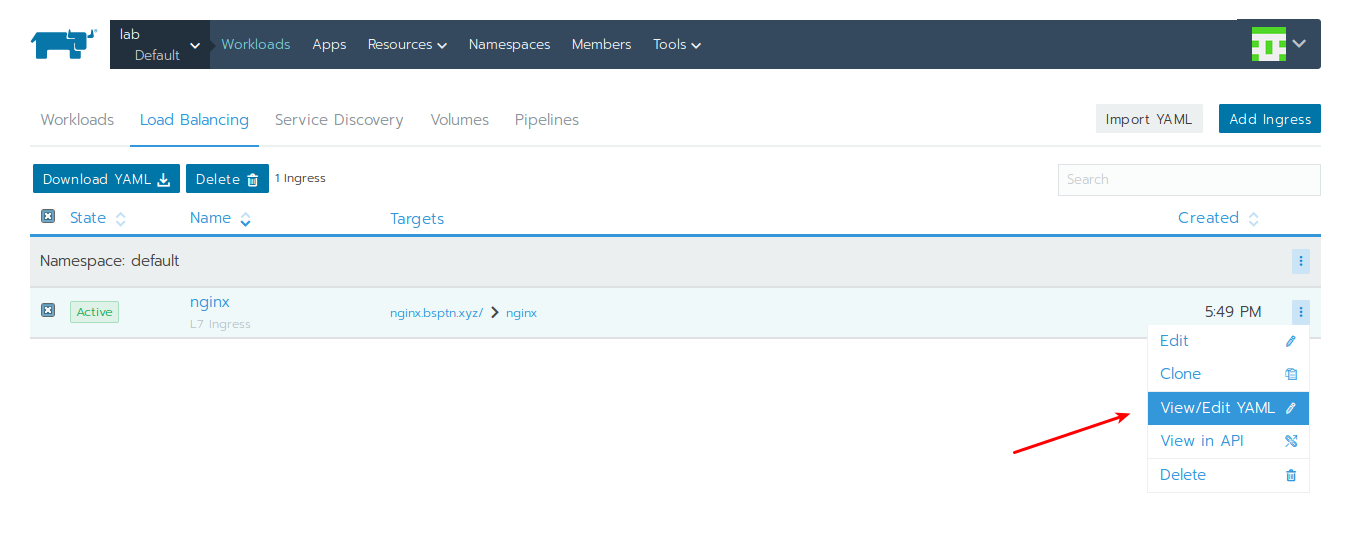 lab
Default
Workloads Apps Resources Namespaces Members Tools
Workloads Load Balancing Service Discovery Volumes Pipelines Import YAML Add Ingress
Download YAML Delete 1 Ingress Search
State Name Targets Created
Namespace: default
Active nginx nginx.bsptn.xyz/ nginx 5:49 PM
L7 Ingress
Edit
Clone
View/Edit YAML
View in API
Delete